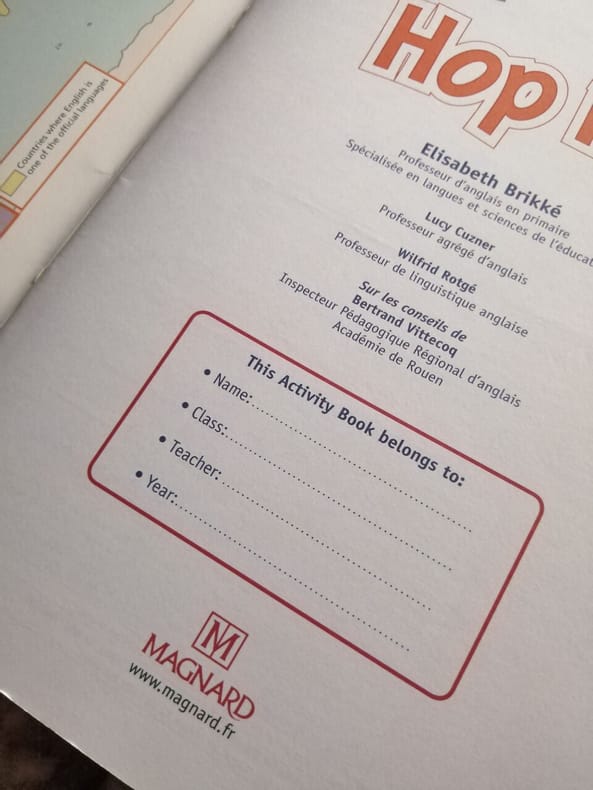 Countries where English is
one of the official languages
Hop
Elisabeth Brikké
Professeur d'anglais en primaire
Spécialisée en langues et sciences de l'éducat
Lucy Cuzner
Professeur agrégé d'anglais
Wilfrid Rotgé
Professeur de linguistique anglaise
Sur les conseils de
Bertrand Vittecoq
Inspecteur Pédagogique Régional d'anglais
Académie de Rouen
This Activity Book belongs to:
• Name:
• Class:
• Teacher:
• Year:
M
MAGNARD
www.magnard.fr